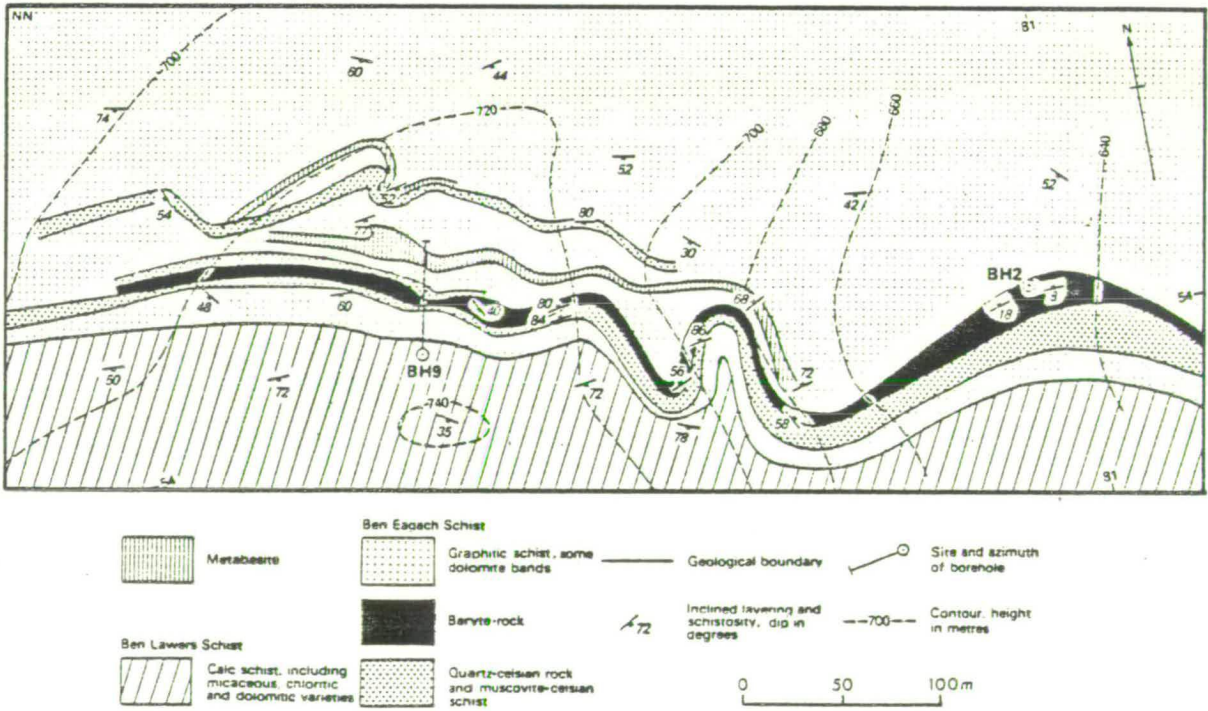 NN
81
N
700
60
44
74
720
700
680
660
640
52
52
52
54
42
80
30
BH2
68
54
48
60
40
80
84
86
18
3
56
72
BH9
50
72
72
58
740
35
78
81
Ben Eagach Schist
Metabasite
Graphitic schist, some
dolomite bands
Geological boundary
Site and azimuth
of borehole
Baryte-rock
72
Inclined layering and
schistosity, dip in
degrees
700
Contour, height
in metres
Ben Lawers Schist
Calc schist, including
micaceous, chloritic
and dolomitic varieties
Quartz-celsian rock
and muscovite-celsian
schist
0 50 100 m